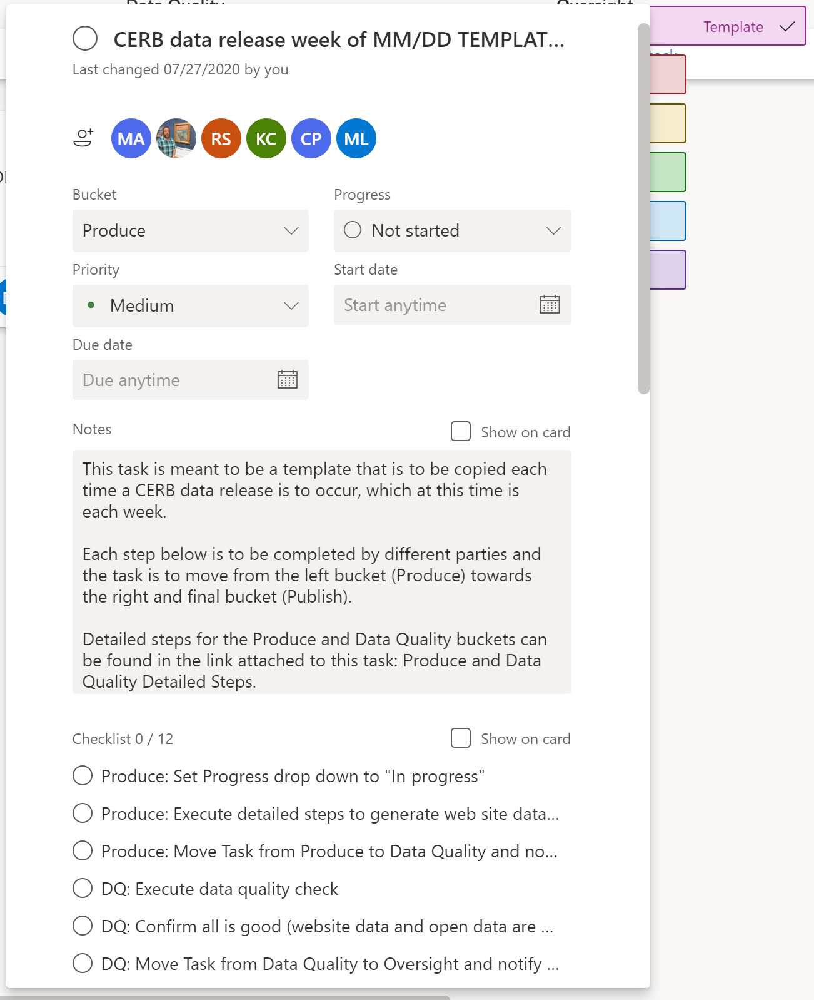 Data Quality
Oversight
CERB data release week of MM/DD TEMPLAT...
Template
Last changed 07/27/2020 by you
MA
RS
KC
CP
ML
Bucket
Progress
Produce
Not started
Priority
Start date
Medium
Start anytime
Due date
Due anytime
Notes
Show on card
This task is meant to be a template that is to be copied each
time a CERB data release is to occur, which at this time is
each week.
Each step below is to be completed by different parties and
the task is to move from the left bucket (Produce) towards
the right and final bucket (Publish).
Detailed steps for the Produce and Data Quality buckets can
be found in the link attached to this task: Produce and Data
Quality Detailed Steps.
Checklist 0 / 12
Show on card
Produce: Set Progress drop down to "In progress"
Produce: Execute detailed steps to generate web site data...
Produce: Move Task from Produce to Data Quality and no...
DQ: Execute data quality check
DQ: Confirm all is good (website data and open data are ...
DQ: Move Task from Data Quality to Oversight and notify ...